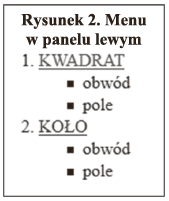 Rysunek 2. Menu
w panelu lewym
1. KWADRAT
▪ obwód
▪ pole
2. KOŁO
▪ obwód
▪ pole